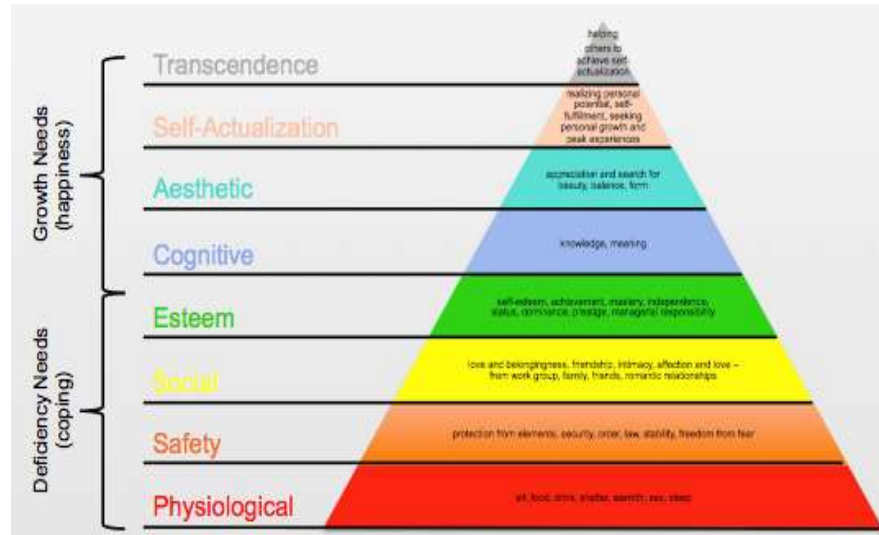 Growth Needs
(happiness)
Deficiency Needs
(coping)
Transcendence
helping
others to
achieve self-
actualization
Self-Actualization
realizing personal
potential, self-
fulfillment, seeking
personal growth and
peak experiences
Aesthetic
appreciation and search for
beauty, balance, form
Cognitive
knowledge, meaning
Esteem
self-esteem, achievement, mastery, independence,
status, dominance, prestige, managerial responsibility
Social
love and belongingness, friendship, intimacy, affection and love –
from work group, family, friends, romantic relationships
Safety
protection from elements, security, order, law, stability, freedom from fear
Physiological
air, food, drink, shelter, warmth, sex, sleep